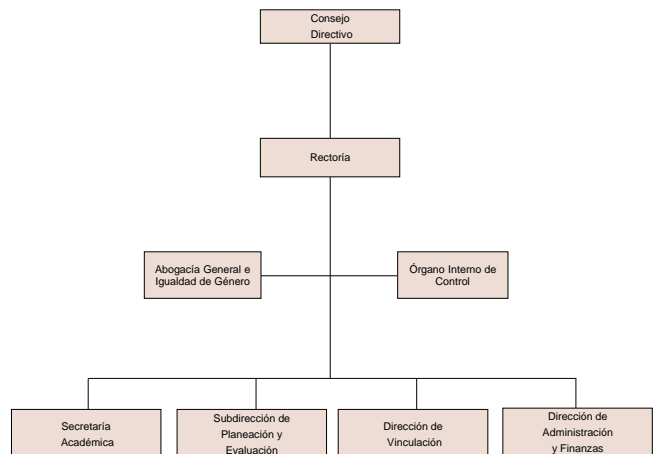 Consejo
Directivo
Rectoría
Abogacía General e
Igualdad de Género
Órgano Interno de
Control
Secretaría
Académica
Subdirección de
Planeación y
Evaluación
Dirección de
Vinculación
Dirección de
Administración
y Finanzas